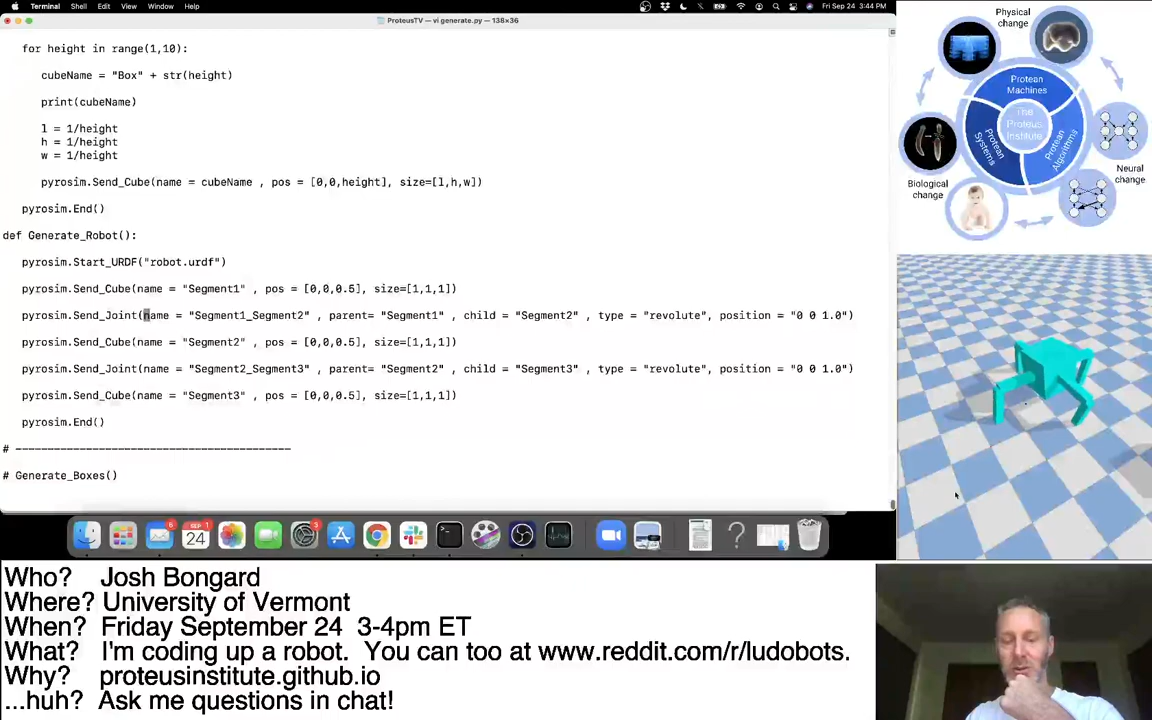 Terminal Shell Edit View Window Help
Fri Sep 24 3:44 PM
ProteusTV — vi generate.py — 138×36
for height in range(1,10):
cubeName = "Box" + str(height)
print(cubeName)
l = 1/height
h = 1/height
w = 1/height
pyrosim.Send_Cube(name = cubeName , pos = [0,0,height], size=[l,h,w])
pyrosim.End()
def Generate_Robot():
pyrosim.Start_URDF("robot.urdf")
pyrosim.Send_Cube(name = "Segment1" , pos = [0,0,0.5], size=[1,1,1])
pyrosim.Send_Joint(name = "Segment1_Segment2" , parent= "Segment1" , child = "Segment2" , type = "revolute", position = "0 0 1.0")
pyrosim.Send_Cube(name = "Segment2" , pos = [0,0,0.5], size=[1,1,1])
pyrosim.Send_Joint(name = "Segment2_Segment3" , parent= "Segment2" , child = "Segment3" , type = "revolute", position = "0 0 1.0")
pyrosim.Send_Cube(name = "Segment3" , pos = [0,0,0.5], size=[1,1,1])
pyrosim.End()
# -------------------------------------------
# Generate_Boxes()
Physical
change
Protean
Machines
The
Proteus
Institute
Protean
Systems
Protean
Algorithms
Biological
change
Neural
change
6
SEP
24
1
3
Who? Josh Bongard
Where? University of Vermont
When? Friday September 24 3-4pm ET
What? I'm coding up a robot. You can too at www.reddit.com/r/ludobots.
Why? proteusinstitute.github.io
...huh? Ask me questions in chat!